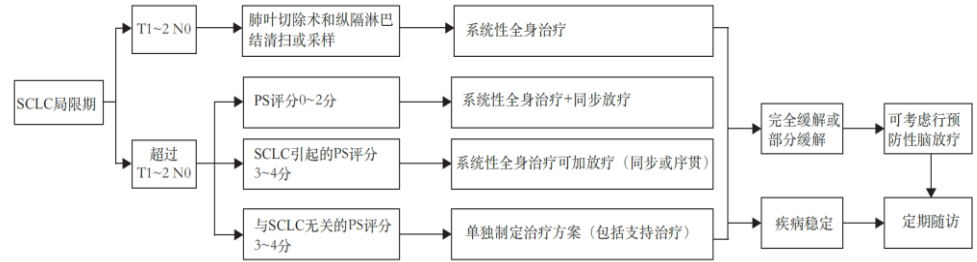 SCLC局限期
T1~2 N0
肺叶切除术和纵隔淋巴
结清扫或采样
系统性全身治疗
超过
T1~2 N0
PS评分0~2分
系统性全身治疗+同步放疗
SCLC引起的PS评分
3~4分
系统性全身治疗可加放疗（同步或序贯）
与SCLC无关的PS评分
3~4分
单独制定治疗方案（包括支持治疗）
完全缓解或
部分缓解
可考虑行预
防性脑放疗
疾病稳定
定期随访